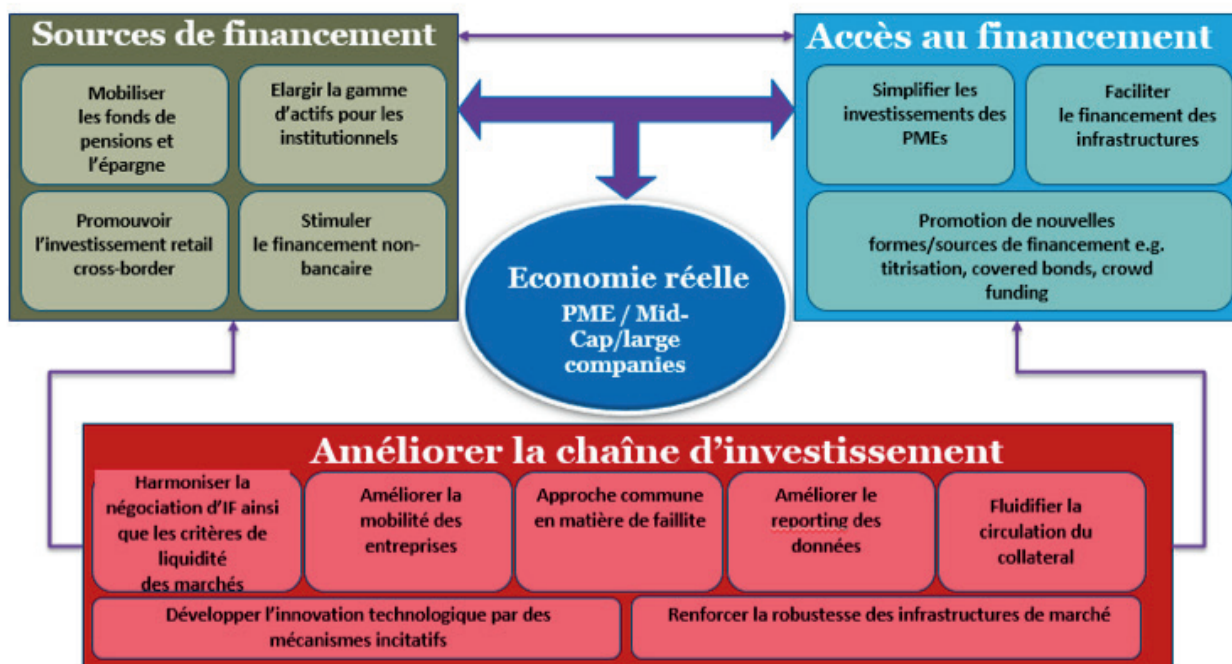 Sources de financement
Mobiliser
les fonds de
pensions et
l'épargne
Elargir la gamme
d'actifs pour les
institutionnels
Promouvoir
l'investissement retail
cross-border
Stimuler
le financement non-
bancaire
Accès au financement
Simplifier les
investissements des
PMEs
Faciliter
le financement des
infrastructures
Promotion de nouvelles
formes/sources de financement e.g.
titrisation, covered bonds, crowd
funding
Economie réelle
PME / Mid-
Cap/large
companies
Améliorer la chaîne d'investissement
Harmoniser la
négociation d'IF ainsi
que les critères de
liquidité
des marchés
Améliorer la
mobilité des
entreprises
Approche commune
en matière de faillite
Améliorer le
reporting des
données
Fluidifier la
circulation du
collateral
Développer l'innovation technologique par des
mécanismes incitatifs
Renforcer la robustesse des infrastructures de marché